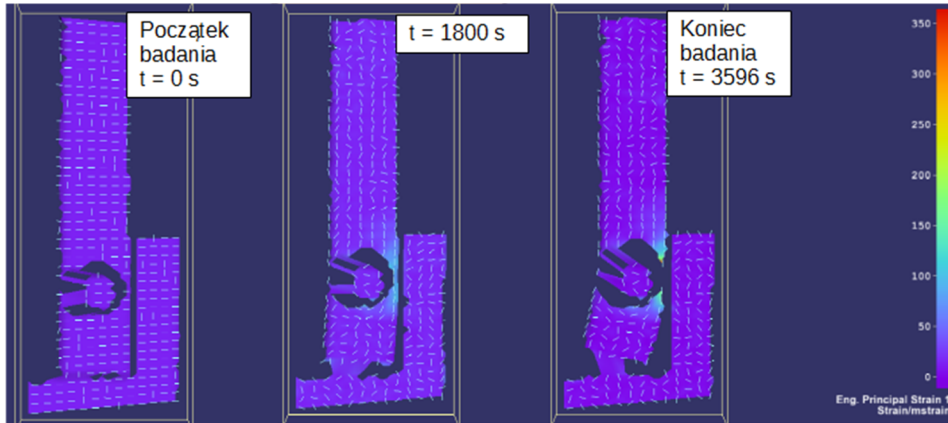 Początek
badania
t = 0 s
t = 1800 s
Koniec
badania
t = 3596 s
350
300
250
200
150
100
50
0
Eng. Principal Strain 1
Strain/mstrain